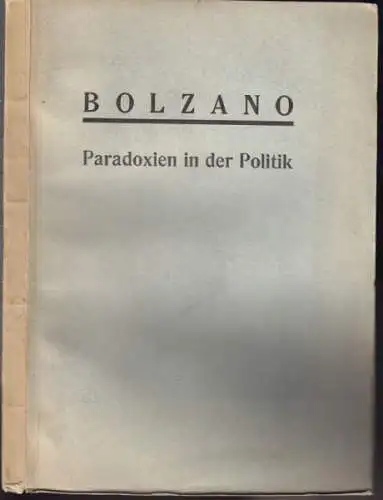 BOLZANO
Paradoxien in der Politik